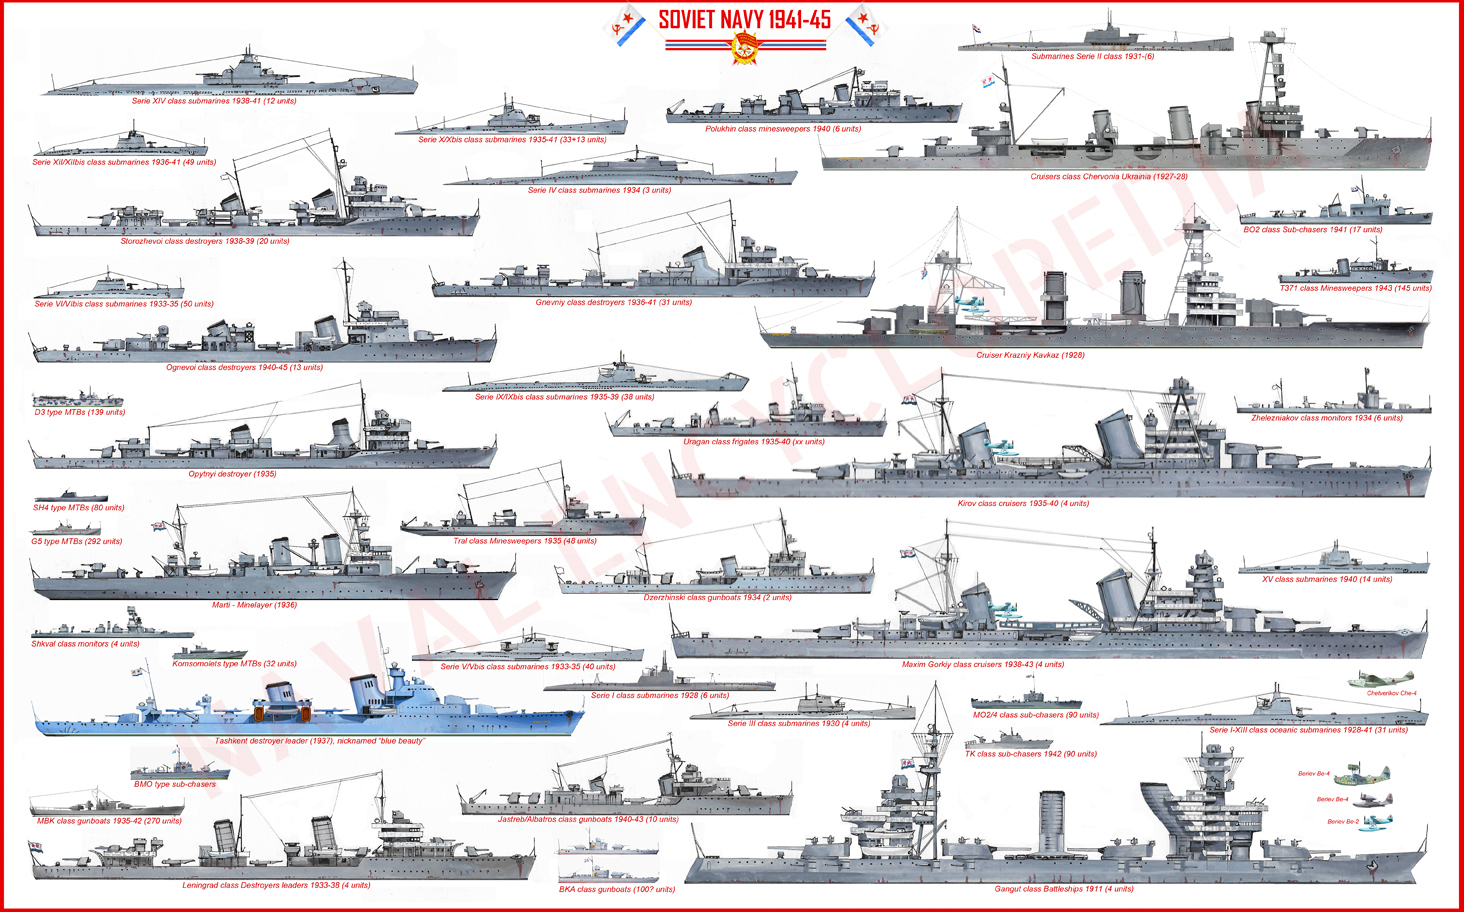 SOVIET NAVY 1941-45
Submarines Serie II class 1931-(6)
Serie XIV class submarines 1938-41 (12 units)
Polukhin class minesweepers 1940 (6 units)
Serie X/Xbis class submarines 1935-41 (33+13 units)
Serie XII/XIIbis class submarines 1936-41 (49 units)
Cruisers class Chervonia Ukrainia (1927-28)
Serie IV class submarines 1934 (3 units)
BO2 class Sub-chasers 1941 (17 units)
Storozhevoi class destroyers 1938-39 (20 units)
T371 class Minesweepers 1943 (145 units)
Serie VI/VIbis class submarines 1933-35 (50 units)
Gnievniy class destroyers 1936-41 (31 units)
Cruiser Krazniy Kavkaz (1928)
Ognevoi class destroyers 1940-45 (13 units)
Serie IX/IXbis class submarines 1935-39 (38 units)
D3 type MTBs (139 units)
Zhelezniakov class monitors 1934 (6 units)
Uragan class frigates 1935-40 (xx units)
Opytnyi destroyer (1935)
Kirov class cruisers 1935-40 (4 units)
SH4 type MTBs (80 units)
G5 type MTBs (292 units)
Tral class Minesweepers 1935 (48 units)
XV class submarines 1940 (14 units)
Dzerzhinski class gunboats 1934 (2 units)
Marti - Minelayer (1936)
Shkval class monitors (4 units)
Komsomolets type MTBs (32 units)
Serie V/Vbis class submarines 1933-35 (40 units)
Maxim Gorkiy class cruisers 1938-43 (4 units)
Chetverikov Che-4
Serie I class submarines 1928 (6 units)
MO2/4 class sub-chasers (90 units)
Serie III class submarines 1930 (4 units)
Serie I-XIII class oceanic submarines 1928-41 (31 units)
Tashkent destroyer leader (1937), nicknamed "blue beauty"
TK class sub-chasers 1942 (90 units)
Beriev Be-4
BMO type sub-chasers
Beriev Be-4
MBK class gunboats 1935-42 (270 units)
Jastreb/Albatros class gunboats 1940-43 (10 units)
Beriev Be-2
Leningrad class Destroyers leaders 1933-38 (4 units)
BKA class gunboats (100? units)
Gangut class Battleships 1911 (4 units)
NAVAL ENCYCLOPEDIA